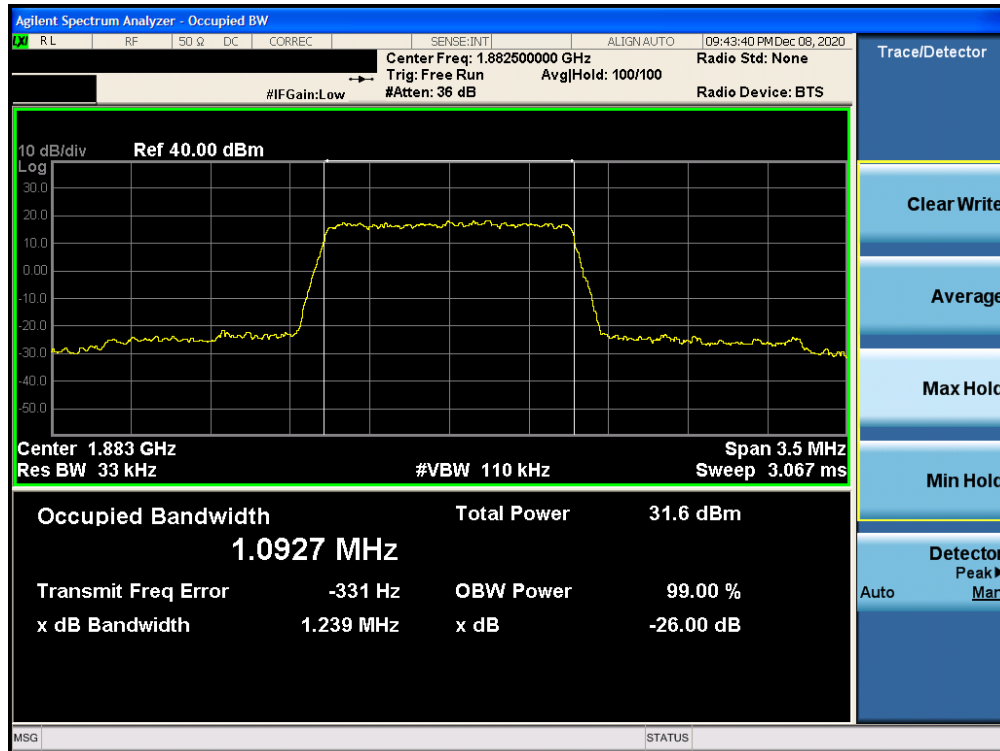 Agilent Spectrum Analyzer - Occupied BW
LXI RL RF 50 Ω DC CORREC SENSE:INT ALIGN AUTO 09:43:40 PM Dec 08, 2020
Center Freq: 1.882500000 GHz Radio Std: None
Trig: Free Run Avg|Hold: 100/100
#IFGain:Low #Atten: 36 dB Radio Device: BTS
10 dB/div Ref 40.00 dBm
Log
30.0
20.0
10.0
0.00
-10.0
-20.0
-30.0
-40.0
-50.0
Center 1.883 GHz Span 3.5 MHz
Res BW 33 kHz #VBW 110 kHz Sweep 3.067 ms
Occupied Bandwidth Total Power 31.6 dBm
1.0927 MHz
Transmit Freq Error -331 Hz OBW Power 99.00 %
x dB Bandwidth 1.239 MHz x dB -26.00 dB
MSG STATUS
Trace/Detector
Clear Write
Average
Max Hold
Min Hold
Detector
Peak
Auto Man